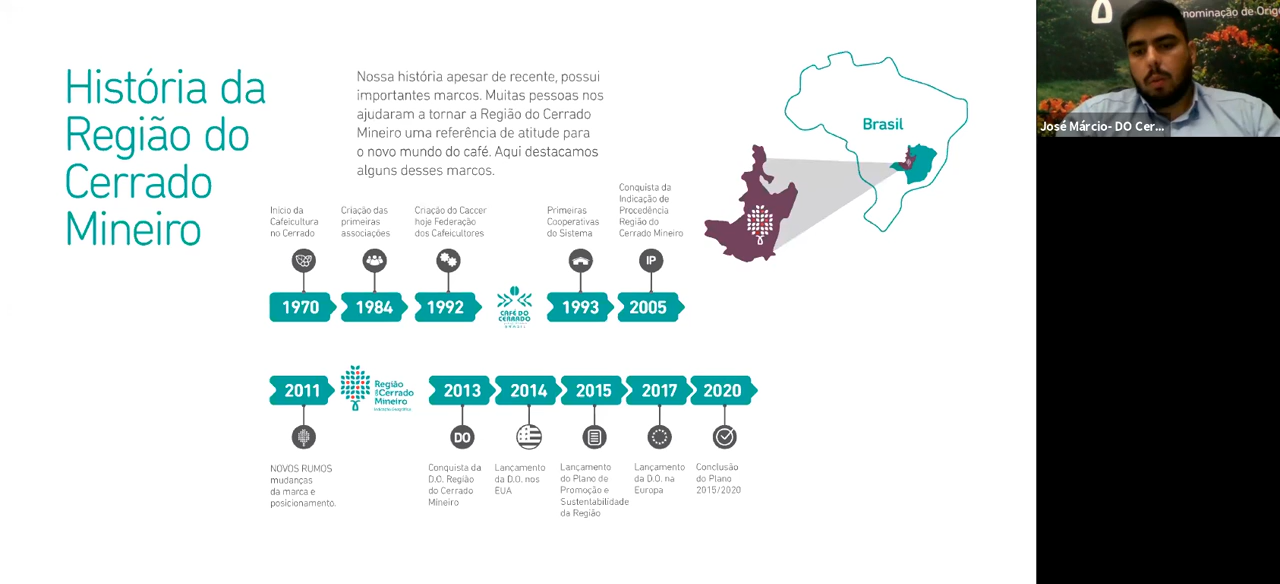 História da
Região do
Cerrado
Mineiro
Nossa história apesar de recente, possui
importantes marcos. Muitas pessoas nos
ajudaram a tornar a Região do Cerrado
Mineiro uma referência de atitude para
o novo mundo do café. Aqui destacamos
alguns desses marcos.
Brasil
nominação de Orig
José Márcio- DO Cer...
Início da
Cafeicultura
no Cerrado
Criação das
primeiras
associações
Criação do Caccer
hoje Federação
dos Cafeicultores
Primeiras
Cooperativas
do Sistema
Conquista da
Indicação de
Procedência
Região do
Cerrado Mineiro
IP
1970
1984
1992
CAFÉ DO
CERRADO
BRASIL
1993
2005
2011
Região
do Cerrado
Mineiro
2013
2014
2015
2017
2020
DO
NOVOS RUMOS
mudanças
da marca e
posicionamento.
Conquista da
D.O. Região
do Cerrado
Mineiro
Lançamento
da D.O. nos
EUA
Lançamento
do Plano de
Promoção e
Sustentabilidade
da Região
Lançamento
da D.O. na
Europa
Conclusão
do Plano
2015/2020